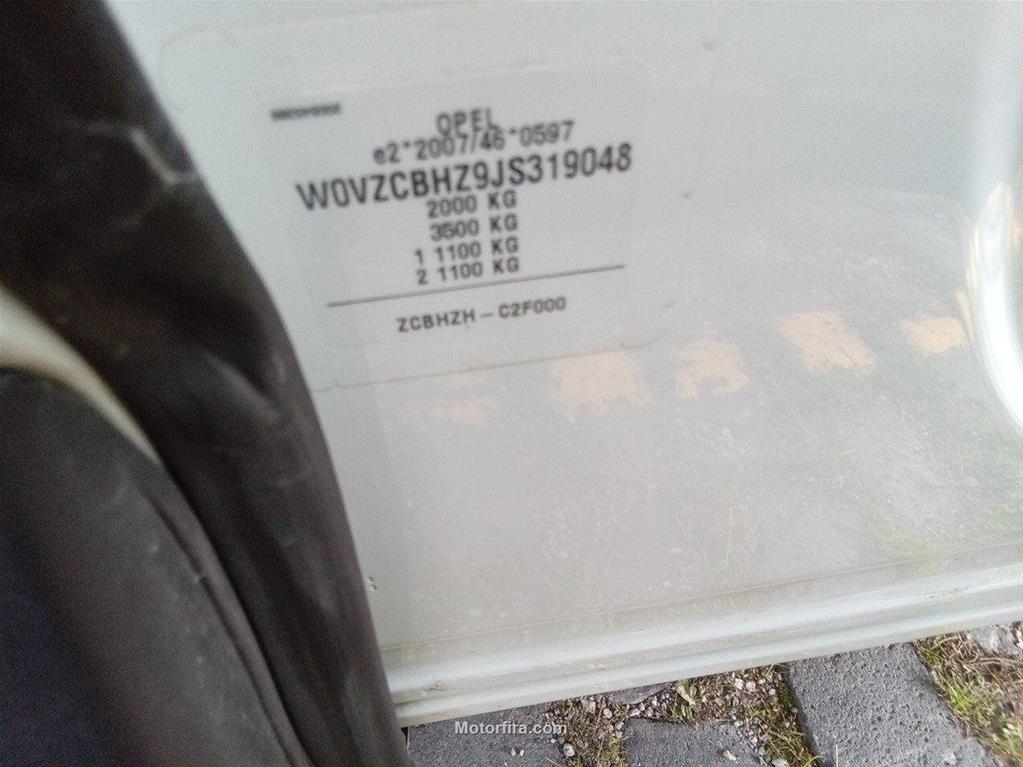 OPEL
e2*2007/46*0597
W0VZCBHZ9JS319048
2000 KG
3500 KG
1 1100 KG
2 1100 KG
ZCBHZH – C2F000
Motorfira.com